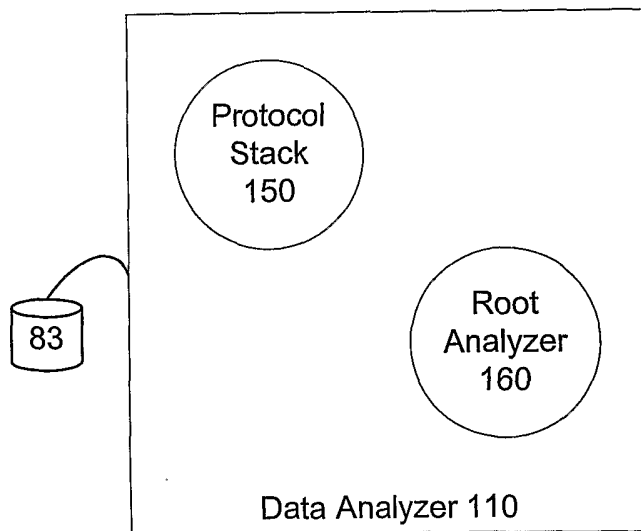 Protocol
Stack
150
83
Root
Analyzer
160
Data Analyzer 110